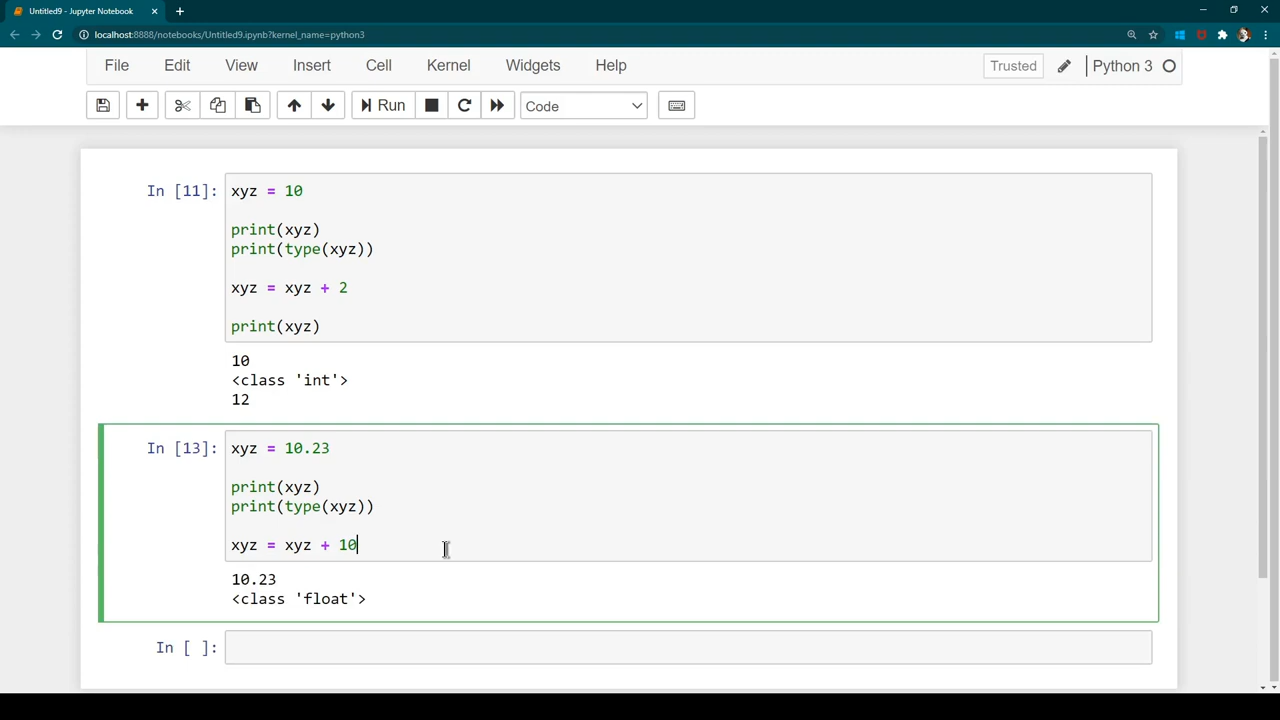 Untitled9 - Jupyter Notebook
localhost:8888/notebooks/Untitled9.ipynb?kernel_name=python3
File Edit View Insert Cell Kernel Widgets Help Trusted Python 3
Run Code
In [11]: xyz = 10
print(xyz)
print(type(xyz))
xyz = xyz + 2
print(xyz)
10
<class 'int'>
12
In [13]: xyz = 10.23
print(xyz)
print(type(xyz))
xyz = xyz + 10
10.23
<class 'float'>
In [ ]: